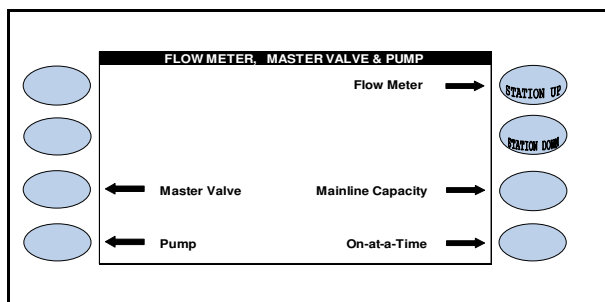 FLOW METER, MASTER VALVE & PUMP
Flow Meter
STATION UP
STATION DOWN
Master Valve
Mainline Capacity
Pump
On-at-a-Time